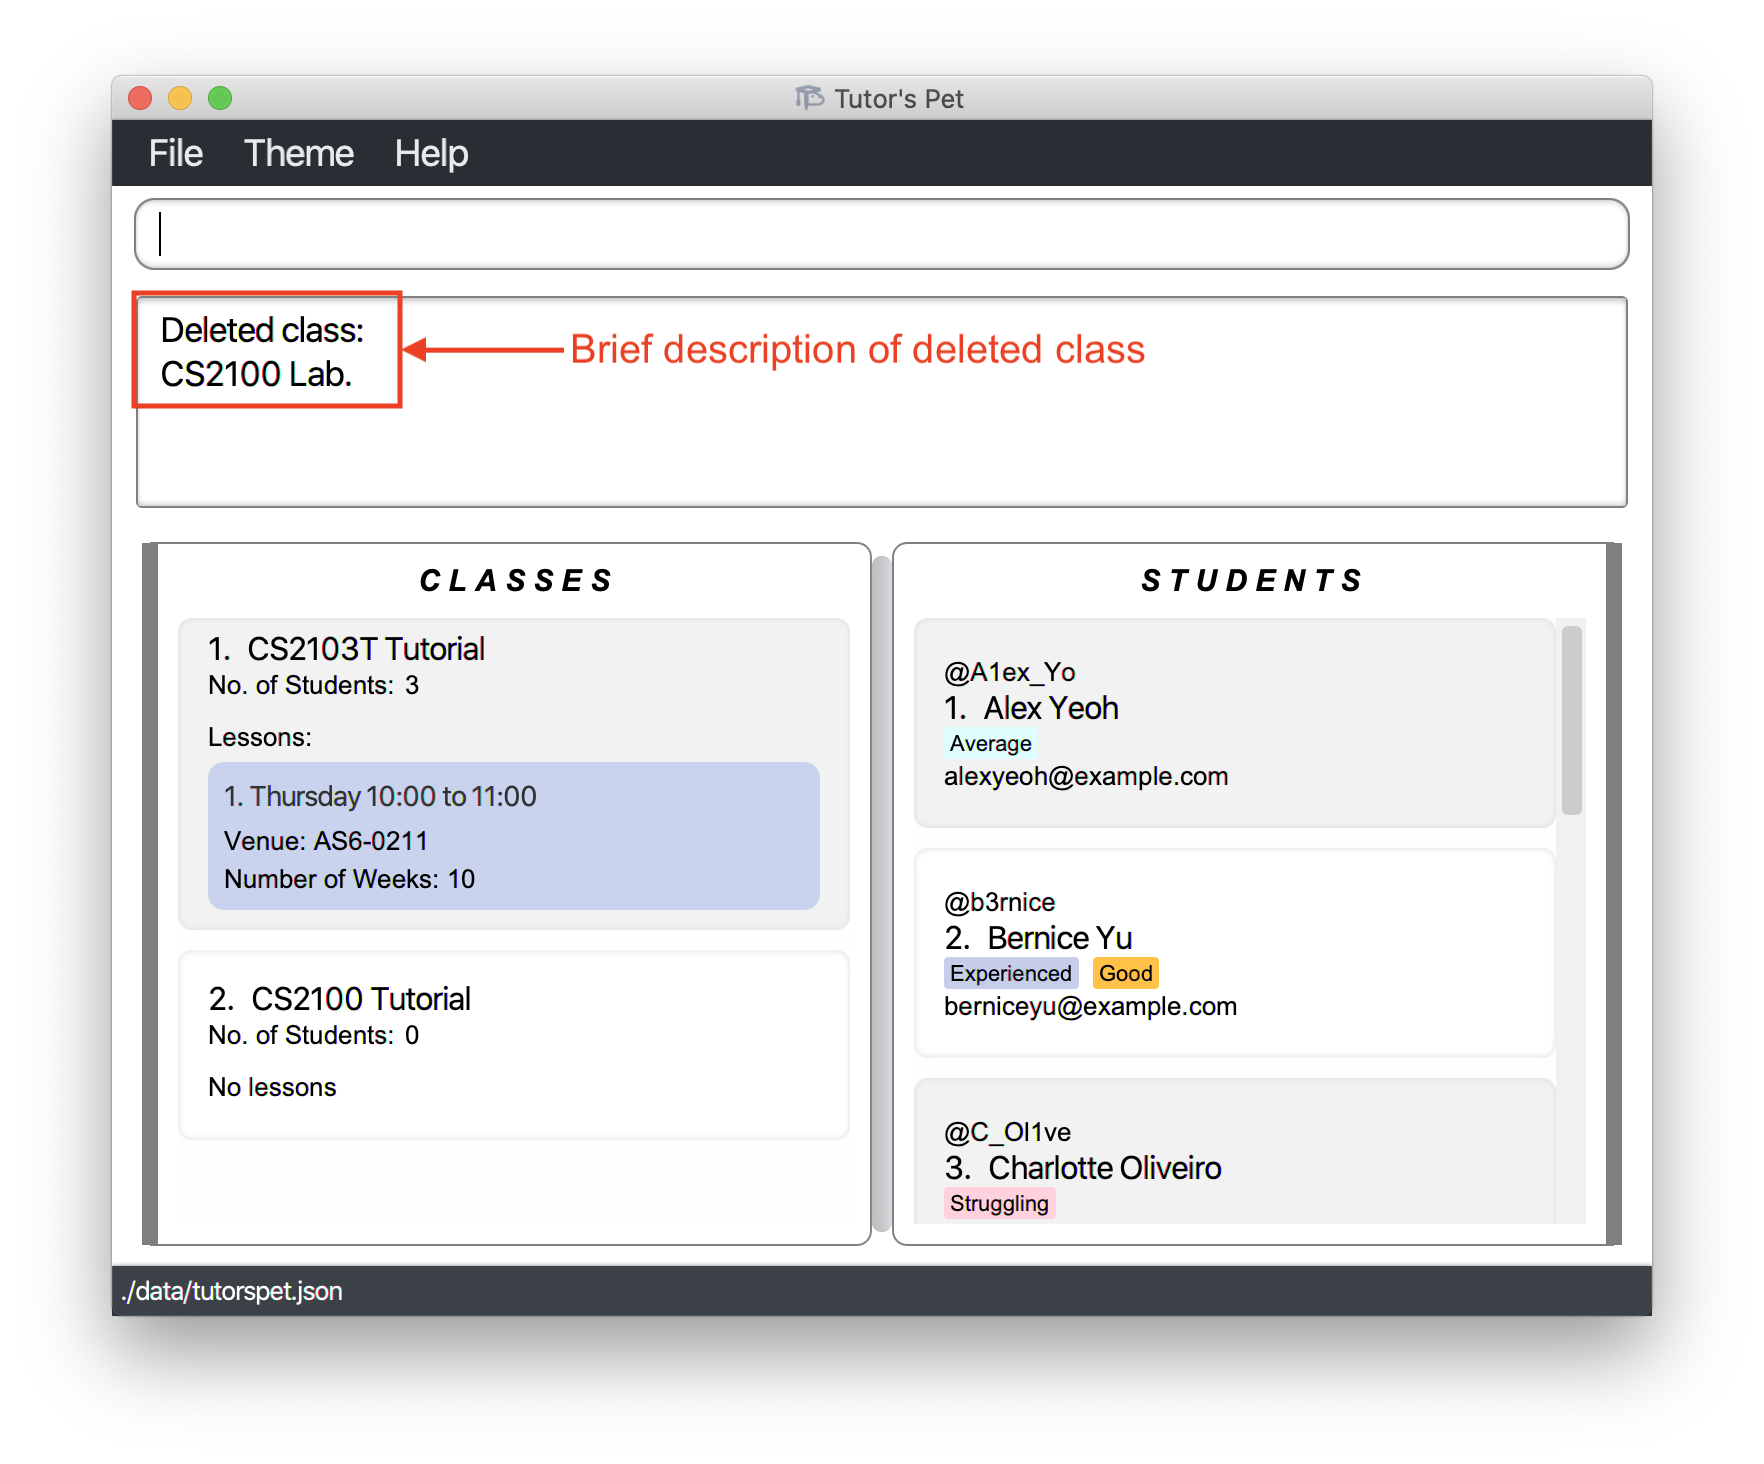 Tutor's Pet
File Theme Help
Deleted class:
CS2100 Lab.
Brief description of deleted class
CLASSES
1. CS2103T Tutorial
No. of Students: 3
Lessons:
1. Thursday 10:00 to 11:00
Venue: AS6-0211
Number of Weeks: 10
2. CS2100 Tutorial
No. of Students: 0
No lessons
STUDENTS
@A1ex_Yo
1. Alex Yeoh
Average
alexyeoh@example.com
@b3rnice
2. Bernice Yu
Experienced Good
berniceyu@example.com
@C_Ol1ve
3. Charlotte Oliveiro
Struggling
./data/tutorspet.json